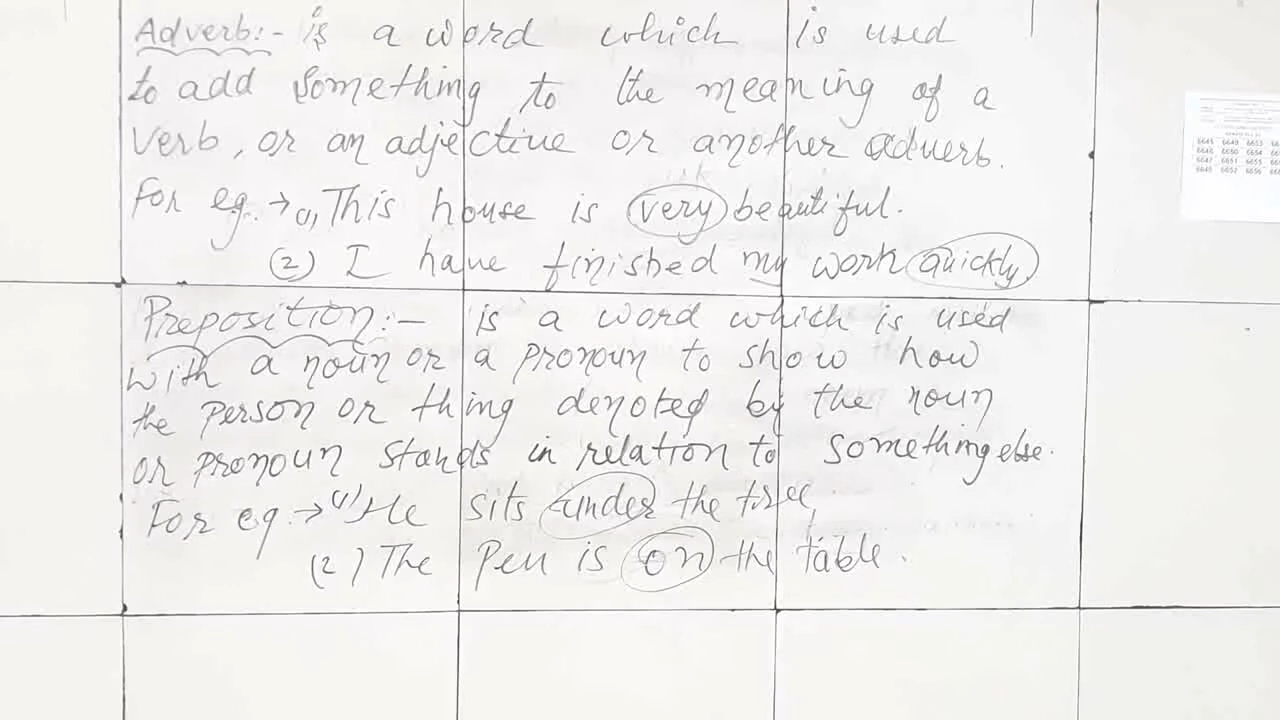 Adverb:- is a word which is used
to add something to the meaning of a
verb, or an adjective or another adverb.
For eg. → (1) This house is very beautiful.
(2) I have finished my work quickly
Preposition:- is a word which is used
with a noun or a pronoun to show how
the person or thing denoted by the noun
or pronoun stands in relation to something else.
For eg. → (1) He sits under the tree,
(2) The pen is on the table.